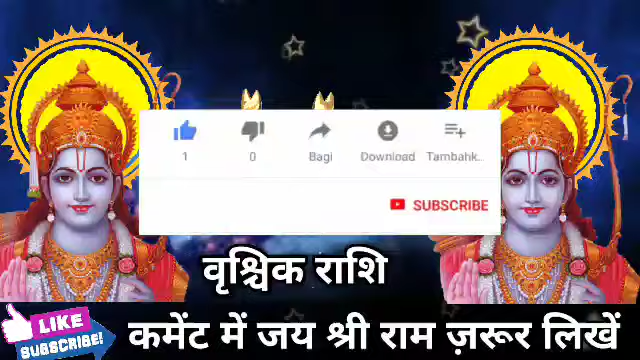 1 0 Bagi Download Tambahk..
SUBSCRIBE
वृश्चिक राशि
LIKE
SUBSCRIBE!
कमेंट में जय श्री राम ज़रूर लिखें